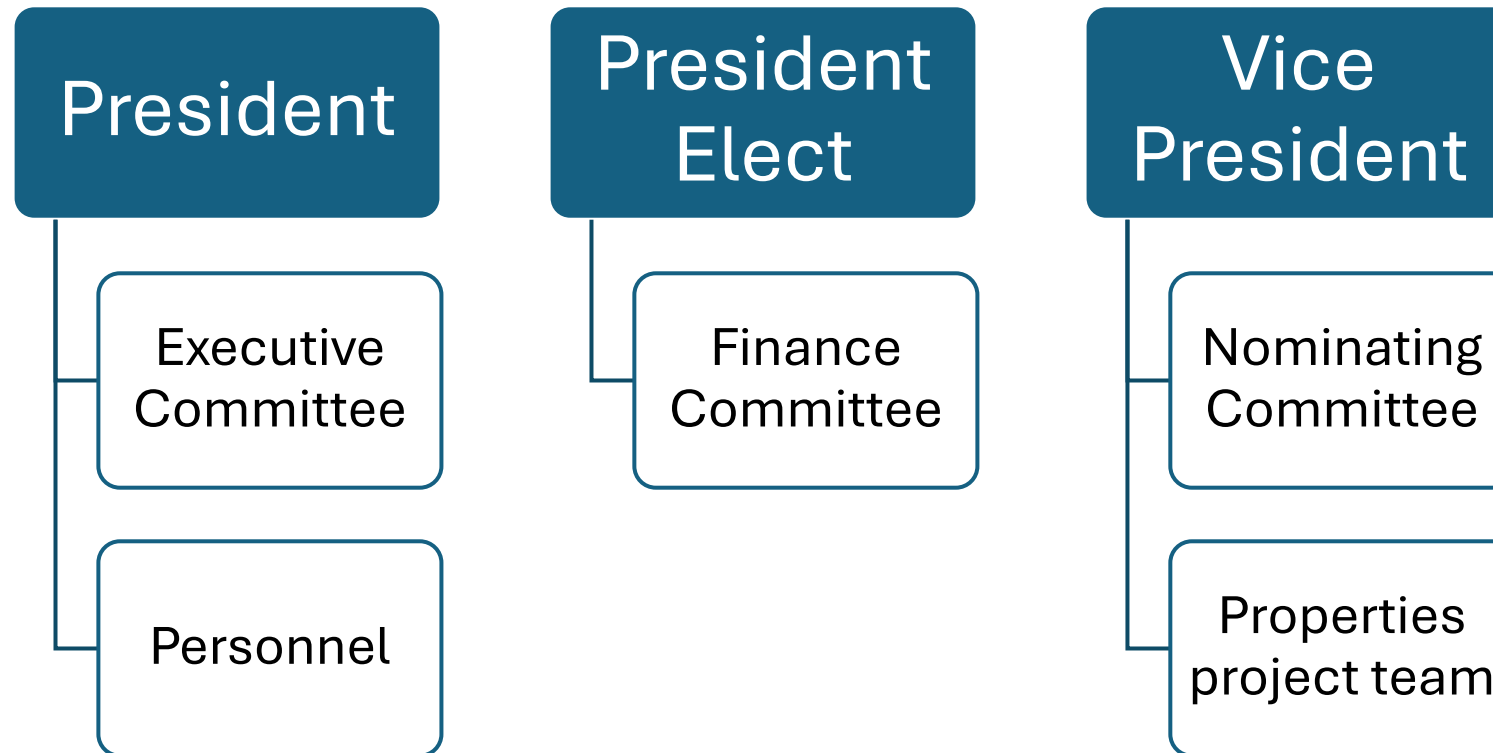 President
Executive
Committee
Personnel
President
Elect
Finance
Committee
Vice
President
Nominating
Committee
Properties
project team